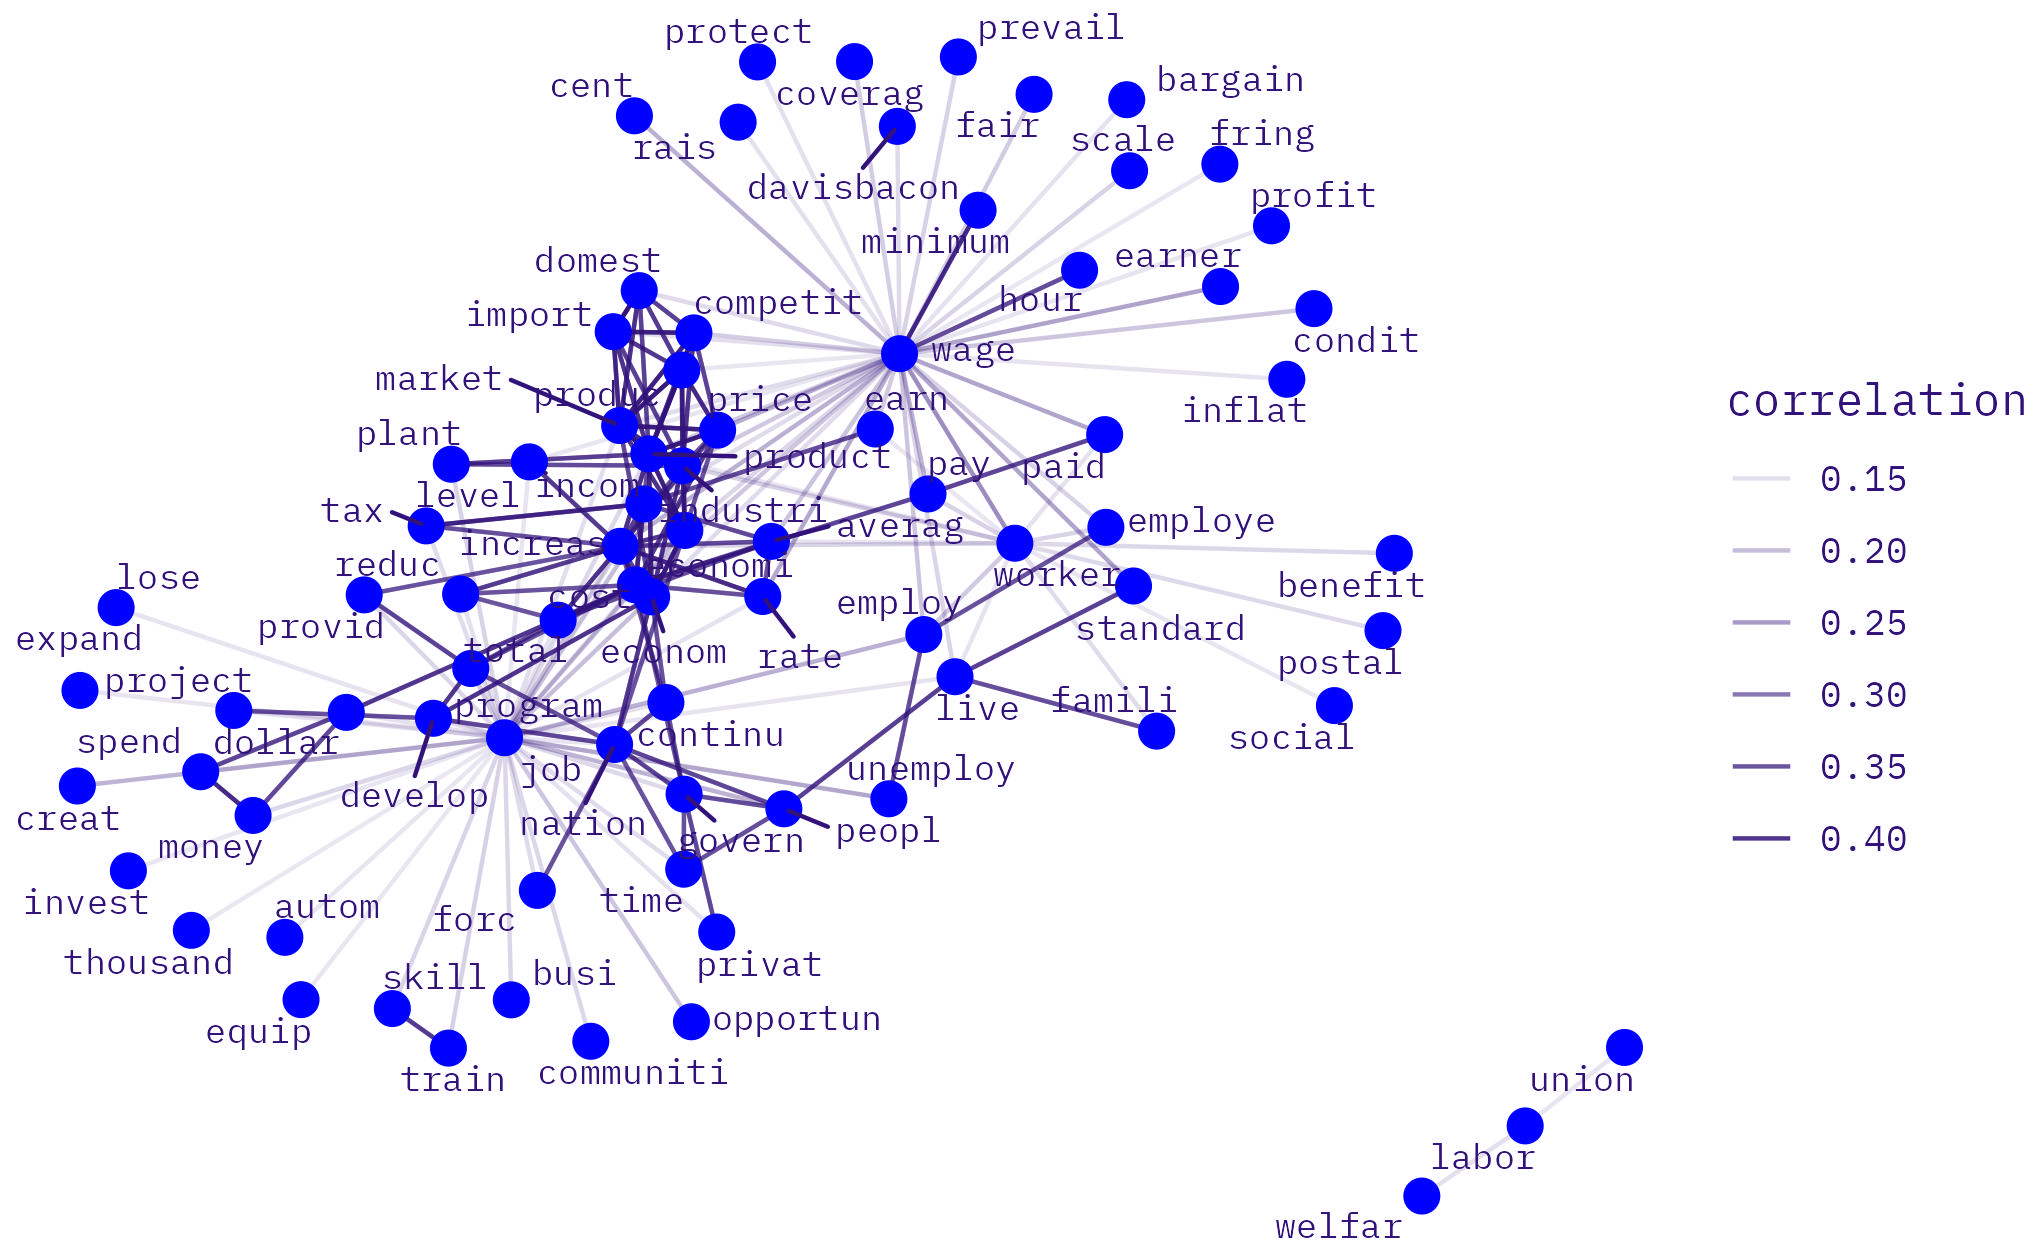 protect
prevail
cent
coverag
bargain
rais
fair
scale
fring
davisbacon
profit
minimum
domest
earner
import
competit
hour
wage
condit
market
produc
price
earn
inflat
correlation
plant
product
pay
paid
level
incom
0.15
tax
industri
averag
employe
increas
0.20
reduc
economi
lose
cost
worker
benefit
employ
expand
provid
standard
0.25
total
econom
rate
postal
project
program
live
famili
0.30
spend
dollar
continu
social
job
unemploy
0.35
develop
creat
nation
peopl
govern
0.40
money
invest
autom
forc
time
thousand
skill
busi
privat
equip
opportun
train
communiti
union
labor
welfar